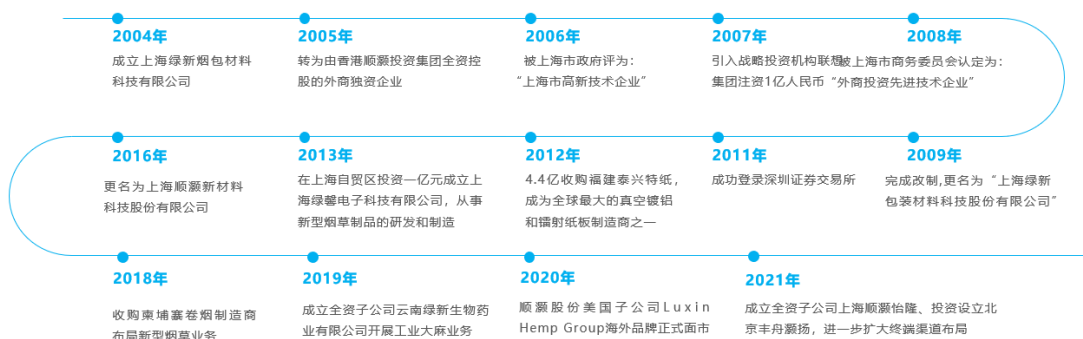 2004年
成立上海绿新烟包材料
科技有限公司
2005年
转为由香港顺灏投资集团全资控
股的外商独资企业
2006年
被上海市政府评为：
“上海市高新技术企业”
2007年
引入战略投资机构联想
集团注资1亿人民币
2008年
被上海市商务委员会认定为：
“外商投资先进技术企业”
2009年
完成改制,更名为“上海绿新
包装材料科技股份有限公司”
2011年
成功登录深圳证券交易所
2012年
4.4亿收购福建泰兴特纸，
成为全球最大的真空镀铝
和镭射纸板制造商之一
2013年
在上海自贸区投资一亿元成立上
海绿馨电子科技有限公司，从事
新型烟草制品的研发和制造
2016年
更名为上海顺灏新材料
科技股份有限公司
2018年
收购柬埔寨卷烟制造商
布局新型烟草业务
2019年
成立全资子公司云南绿新生物药
业有限公司开展工业大麻业务
2020年
顺灏股份美国子公司Luxin
Hemp Group海外品牌正式面市
2021年
成立全资子公司上海顺灏怡隆、投资设立北
京丰舟灏扬，进一步扩大终端渠道布局